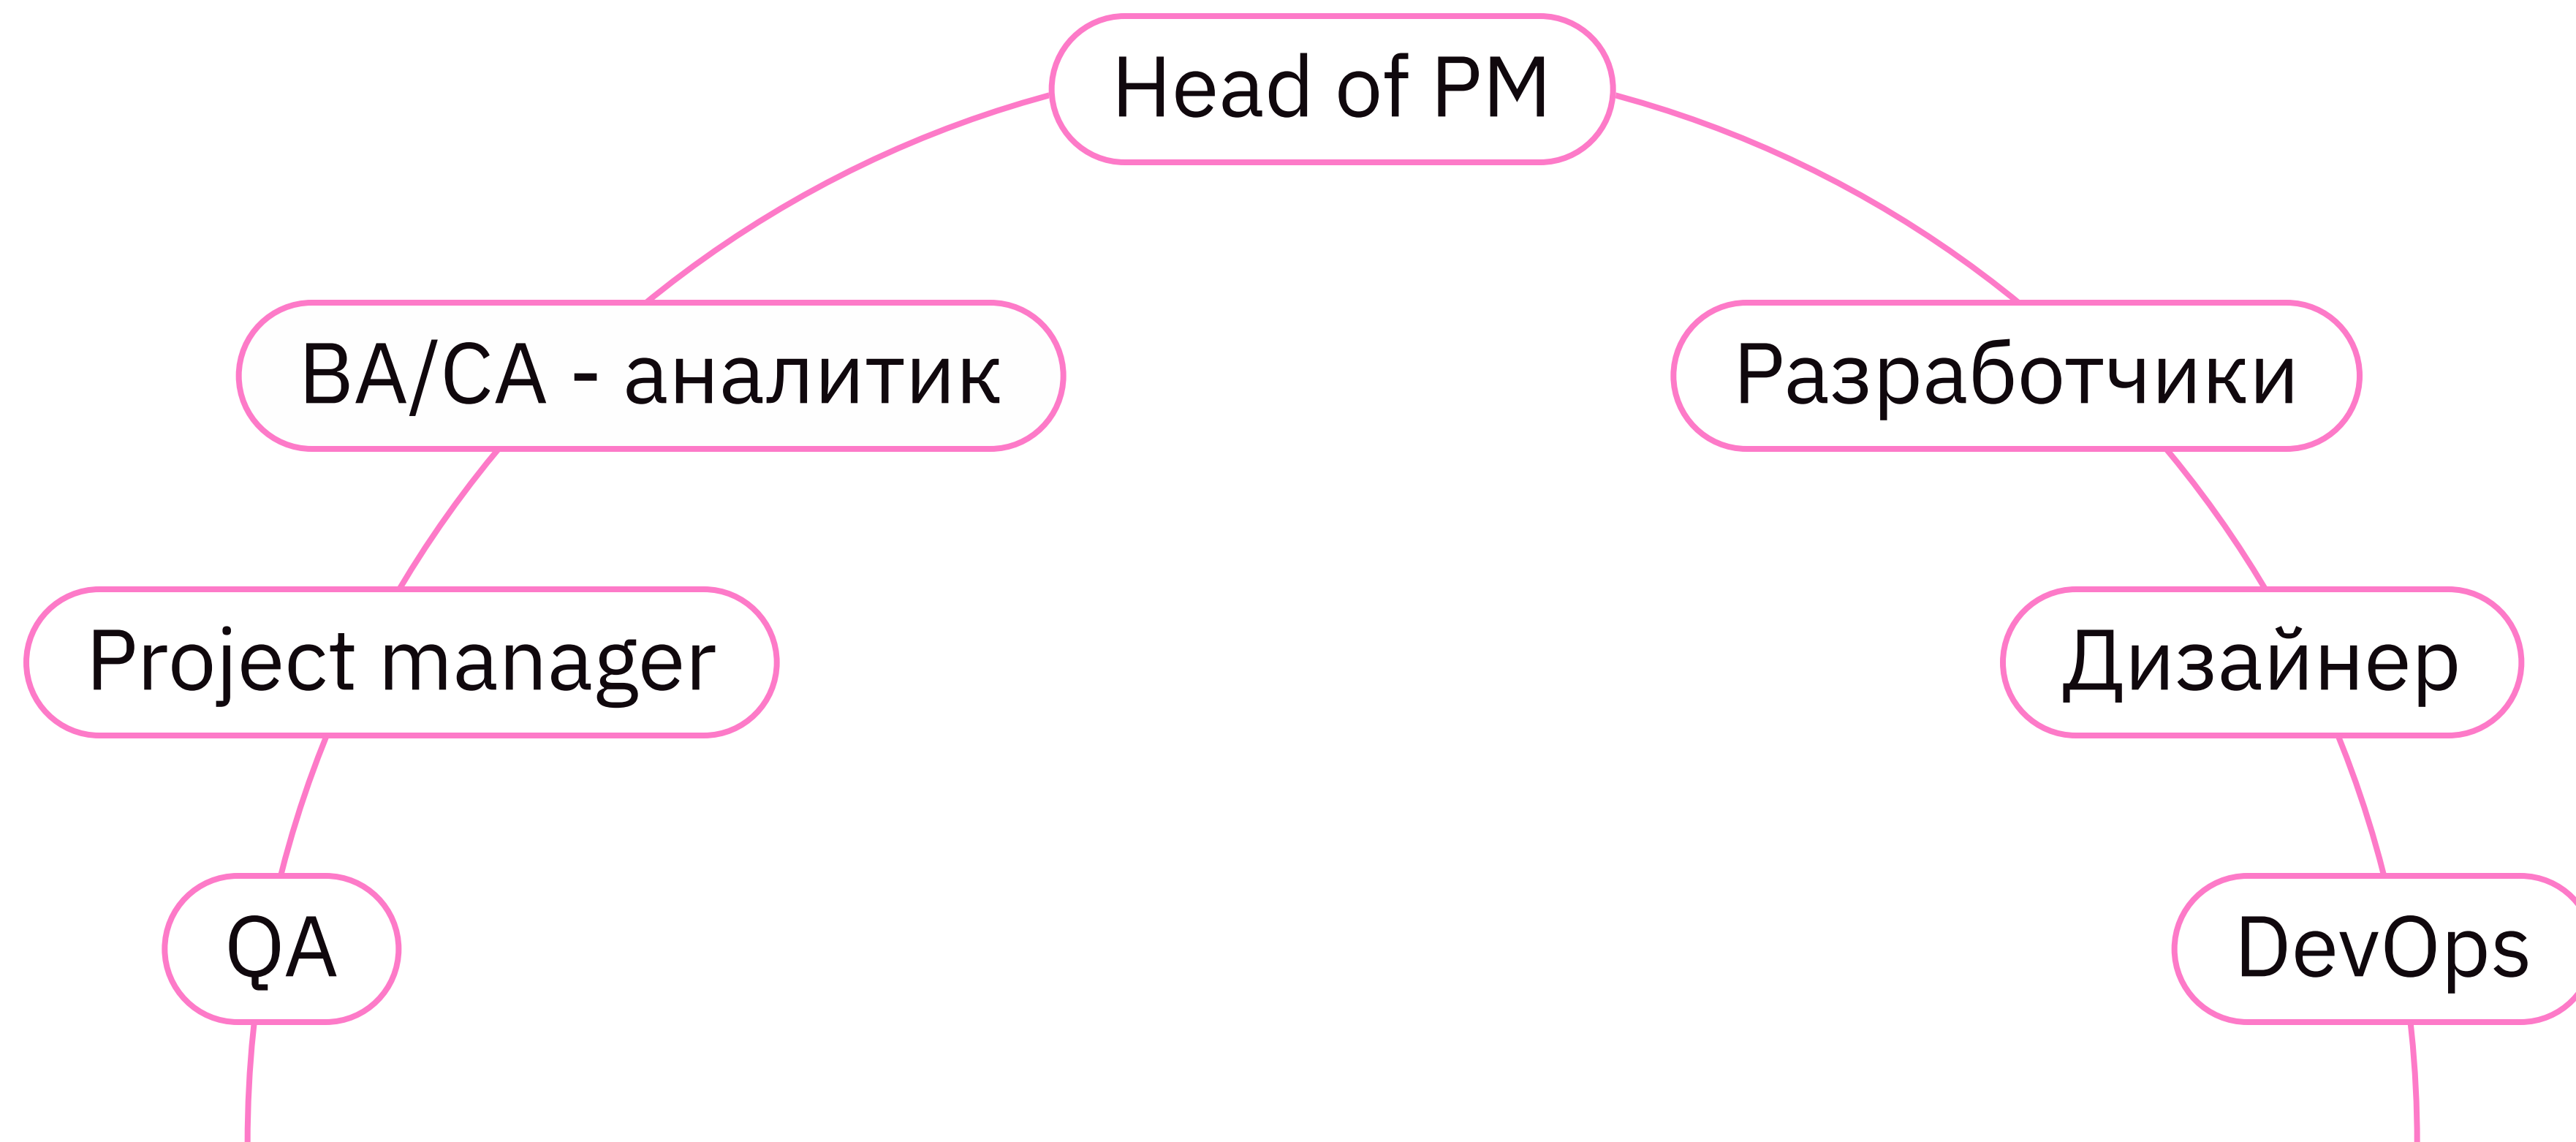 Head of PM
BA/CA - аналитик
Разработчики
Project manager
Дизайнер
QA
DevOps